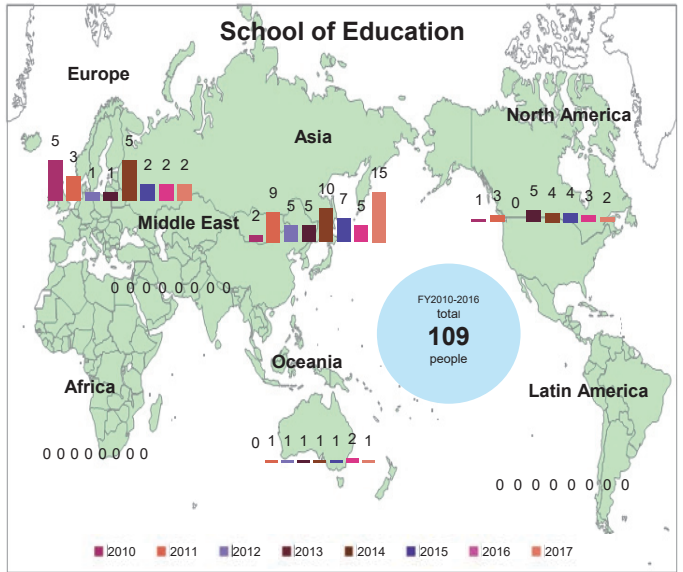 School of Education
Europe
5 3 1 1 5 2 2 2
Asia
2 9 5 5 10 7 5 15
North America
1 3 0 5 4 4 3 2
Middle East
0 0 0 0 0 0 0 0
FY2010-2016
total
109
people
Oceania
0 1 1 1 1 1 2 1
Africa
0 0 0 0 0 0 0 0
Latin America
0 0 0 0 0 0 0 0
2010 2011 2012 2013 2014 2015 2016 2017